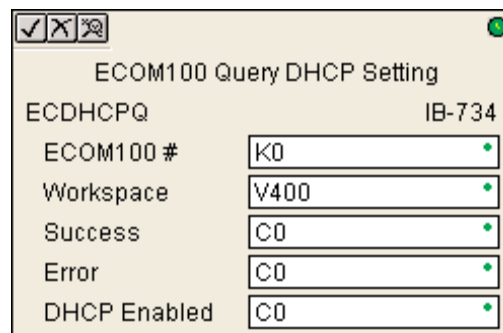 ECOM100 Query DHCP Setting
ECDHCPQ IB-734
ECOM100 # K0
Workspace V400
Success C0
Error C0
DHCP Enabled C0